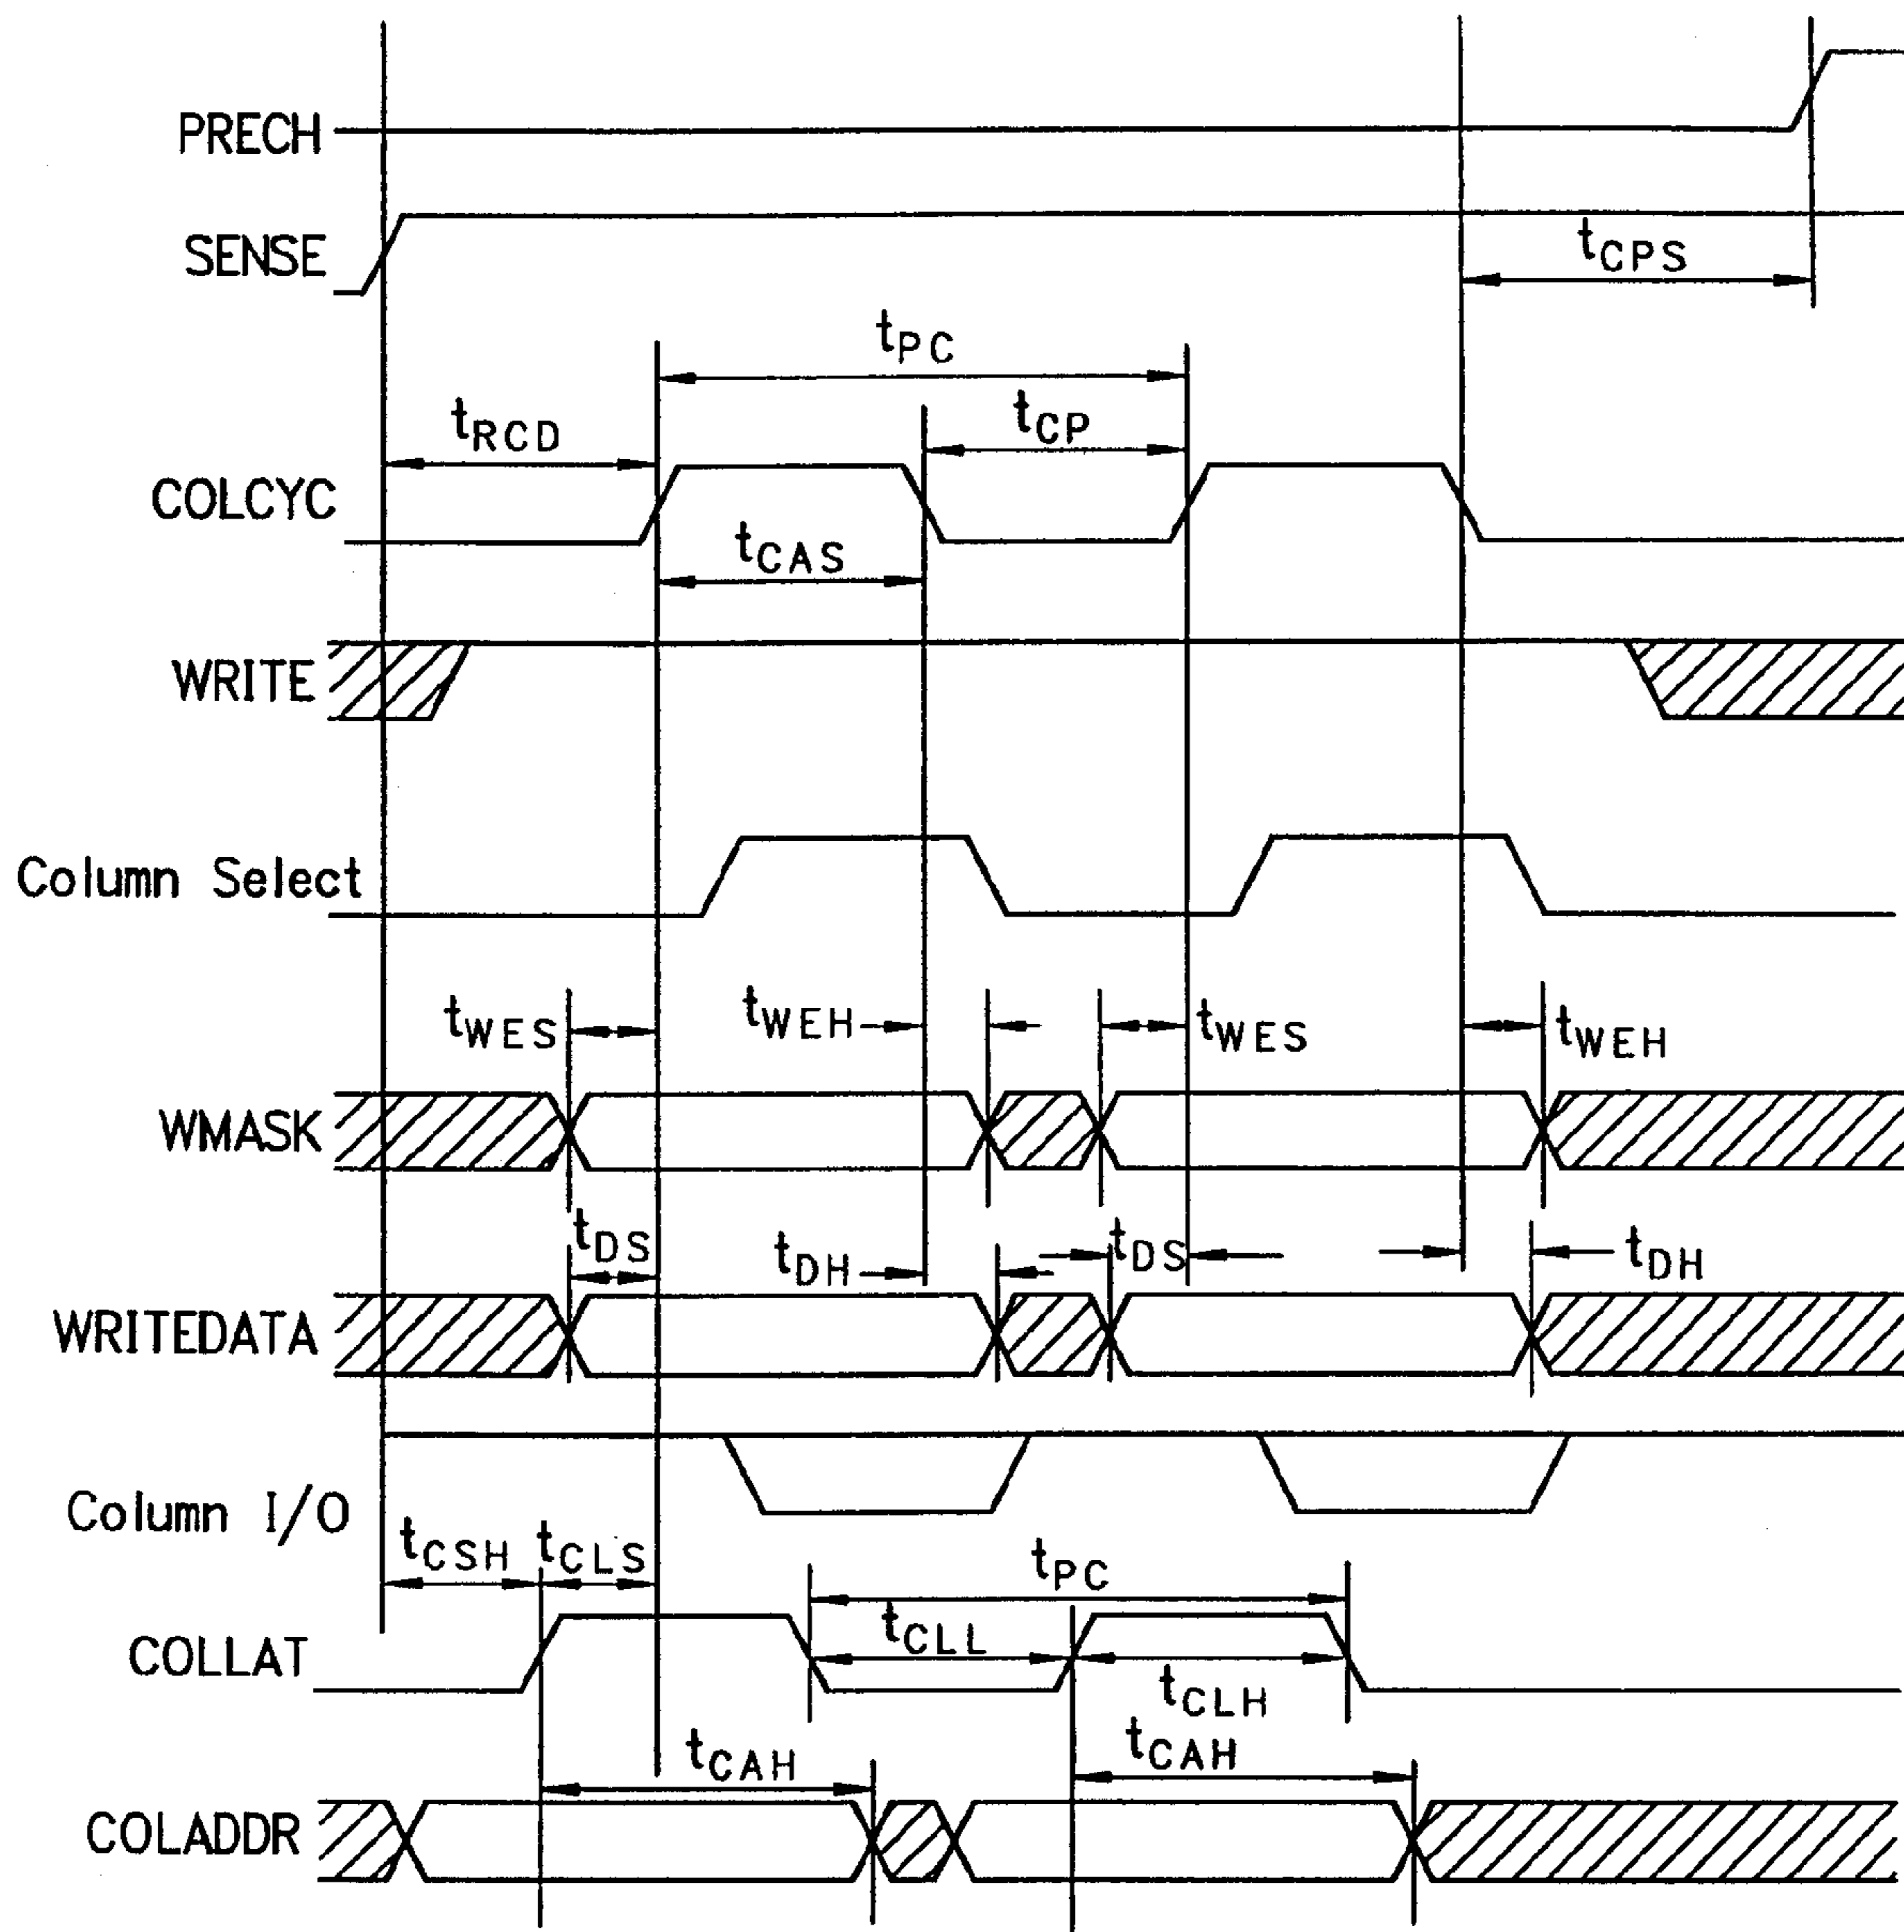 PRECH
SENSE
tCPS
tPC
tRCD
tCP
COLCYC
tCAS
WRITE
Column Select
tWES
tWEH
tWES
tWEH
WMASK
tDS
tDH
tDS
tDH
WRITEDATA
Column I/O
tCSH
tCLS
tPC
COLLAT
tCLL
tCLH
tCAH
tCAH
COLADDR